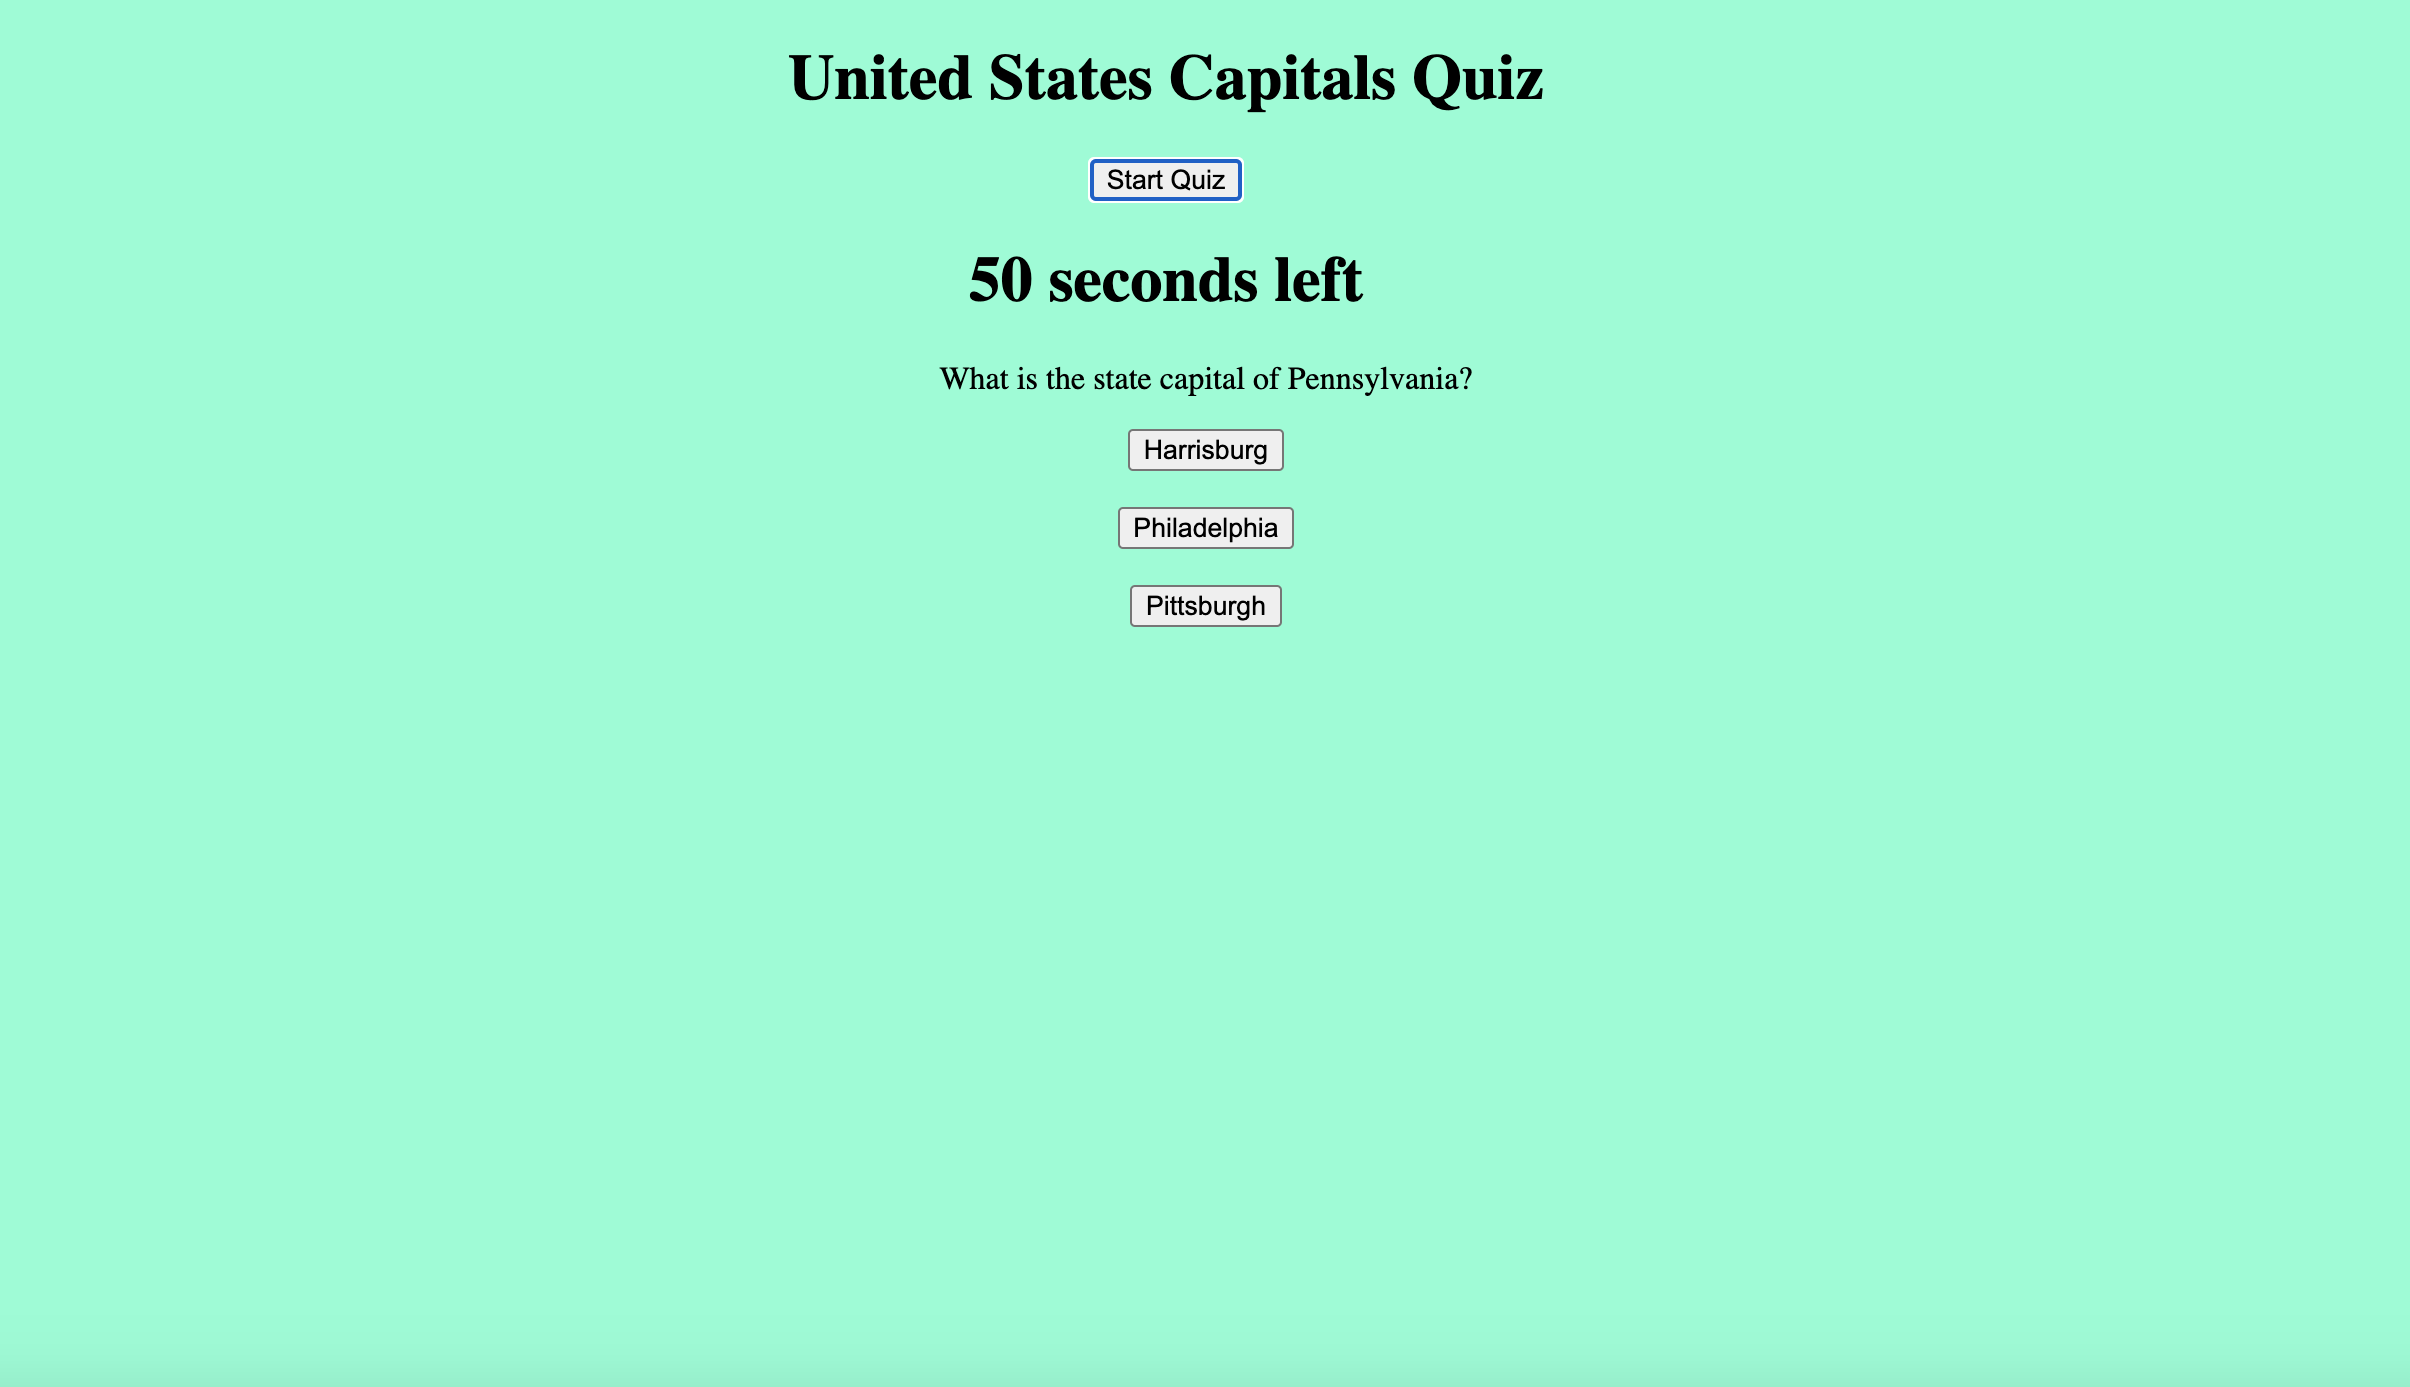 United States Capitals Quiz
Start Quiz
50 seconds left
What is the state capital of Pennsylvania?
Harrisburg
Philadelphia
Pittsburgh